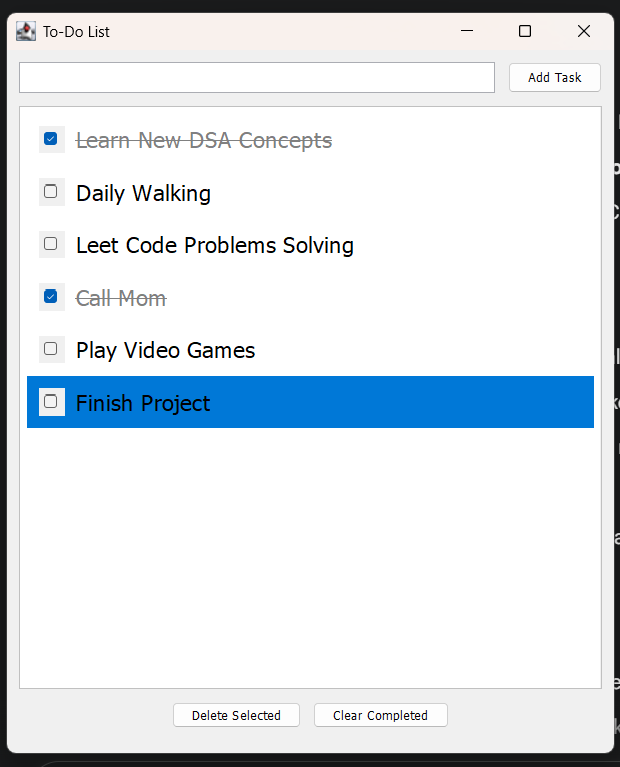 To-Do List
Add Task
Learn New DSA Concepts
Daily Walking
Leet Code Problems Solving
Call Mom
Play Video Games
Finish Project
Delete Selected
Clear Completed